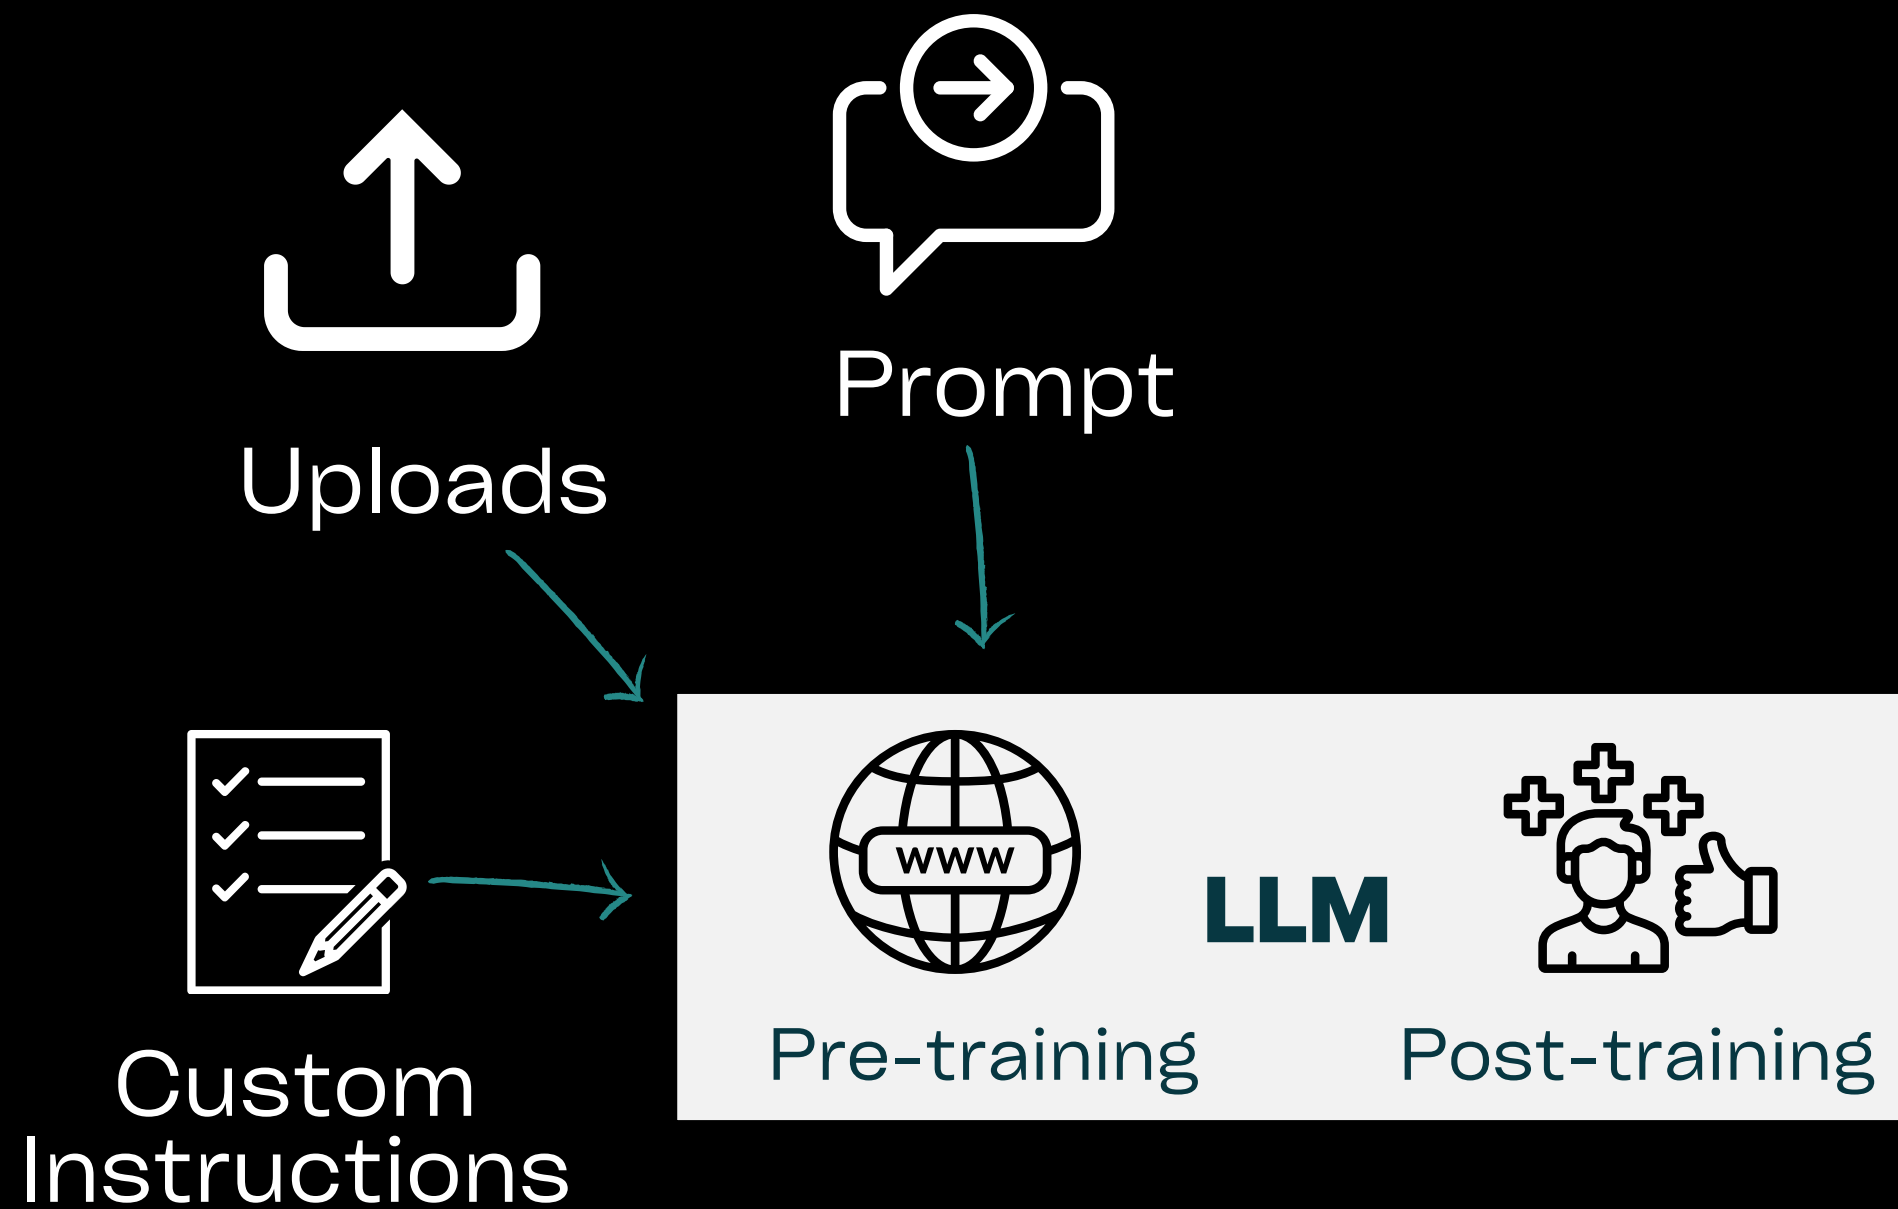 Prompt
Uploads
www
LLM
Pre-training
Post-training
Custom
Instructions